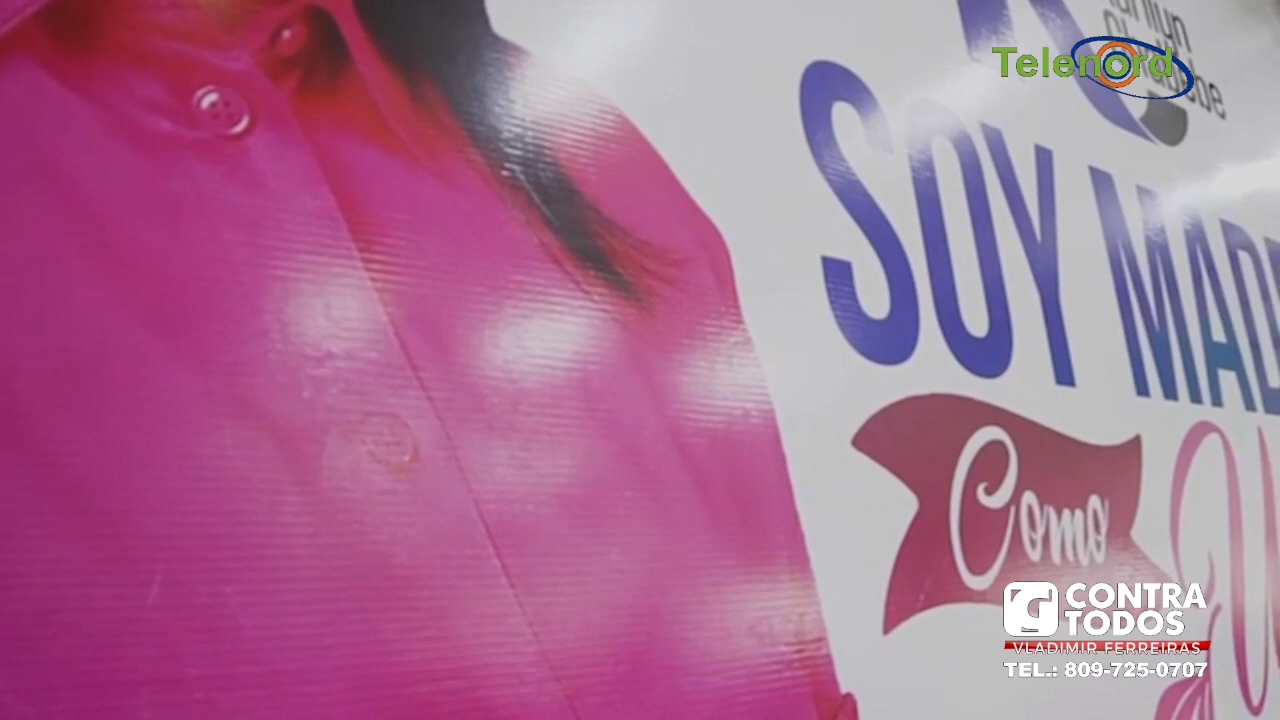 Telenord
SOY MAD
Como
CONTRA
TODOS
VLADIMIR FERREIRAS
TEL.: 809-725-0707